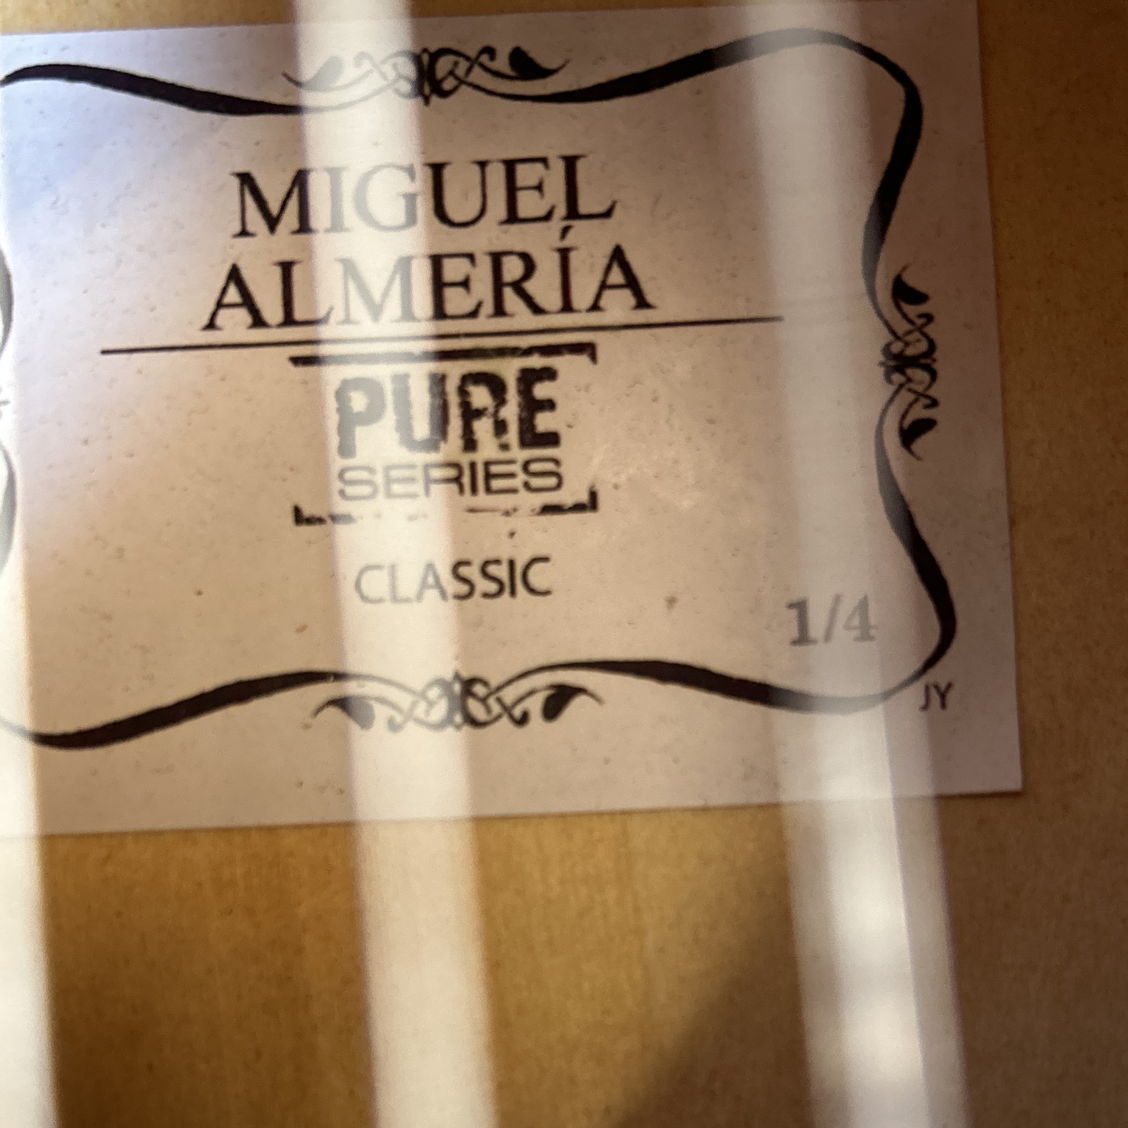 MIGUEL
ALMERÍA
PURE
SERIES
CLASSIC
1/4
JY